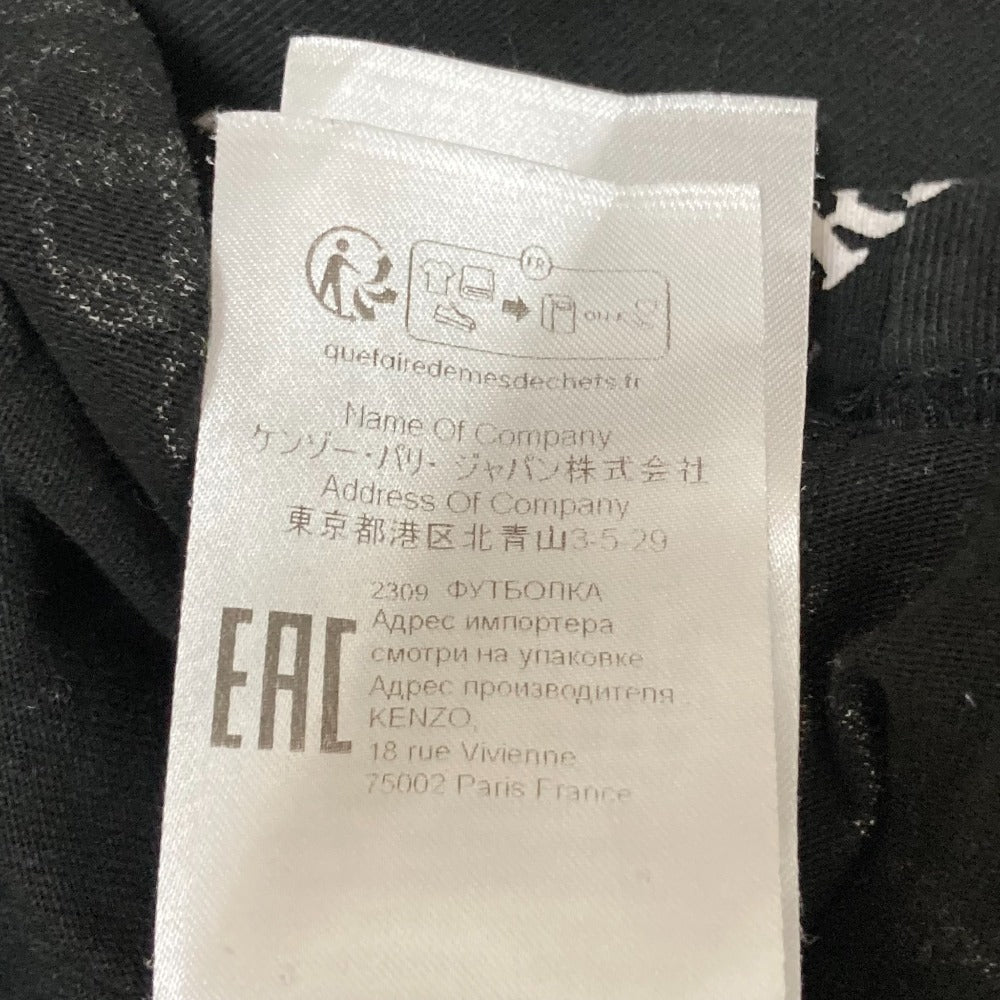 FR
quefairedemesdechets.fr
Name Of Company
ケンゾー・パリ・ジャパン株式会社
Address Of Company
東京都港区北青山3-5-29
EAC
2309 ФУТБОЛКА
Адрес импортера
смотри на упаковке
Адрес производителя
KENZO,
18 rue Vivienne
75002 Paris France